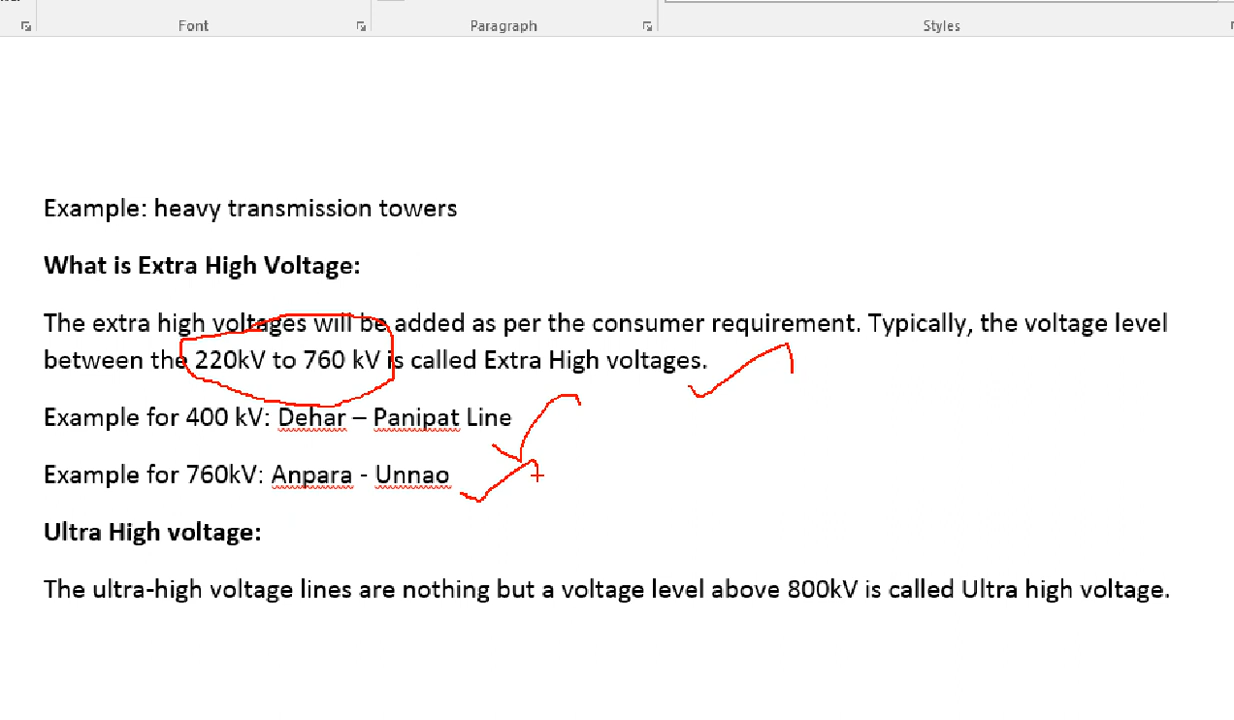 Font Paragraph Styles
Example: heavy transmission towers
What is Extra High Voltage:
The extra high voltages will be added as per the consumer requirement. Typically, the voltage level
between the 220kV to 760 kV is called Extra High voltages.
Example for 400 kV: Dehar – Panipat Line
Example for 760kV: Anpara - Unnao
Ultra High voltage:
The ultra-high voltage lines are nothing but a voltage level above 800kV is called Ultra high voltage.